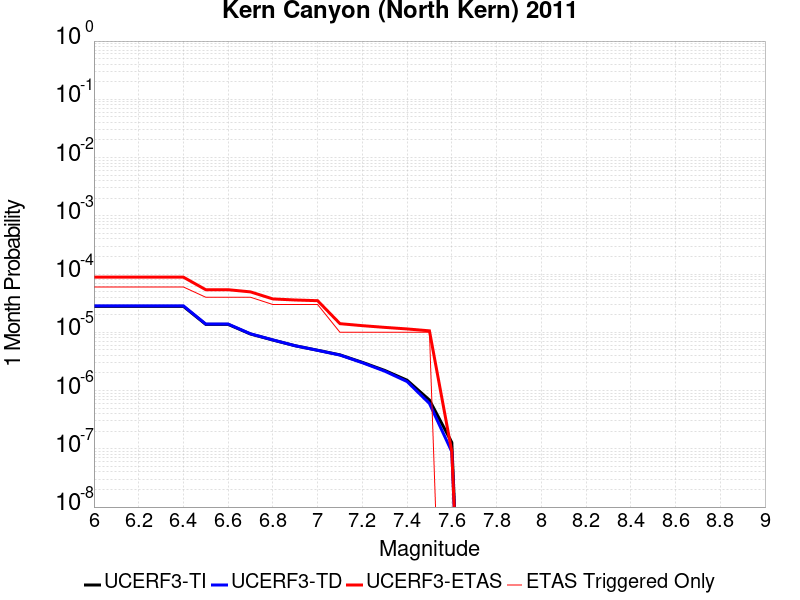 Kern Canyon (North Kern) 2011
10^0
10^-1
10^-2
10^-3
10^-4
10^-5
10^-6
10^-7
10^-8
1 Month Probability
6 6.2 6.4 6.6 6.8 7 7.2 7.4 7.6 7.8 8 8.2 8.4 8.6 8.8 9
Magnitude
UCERF3-TI UCERF3-TD UCERF3-ETAS ETAS Triggered Only